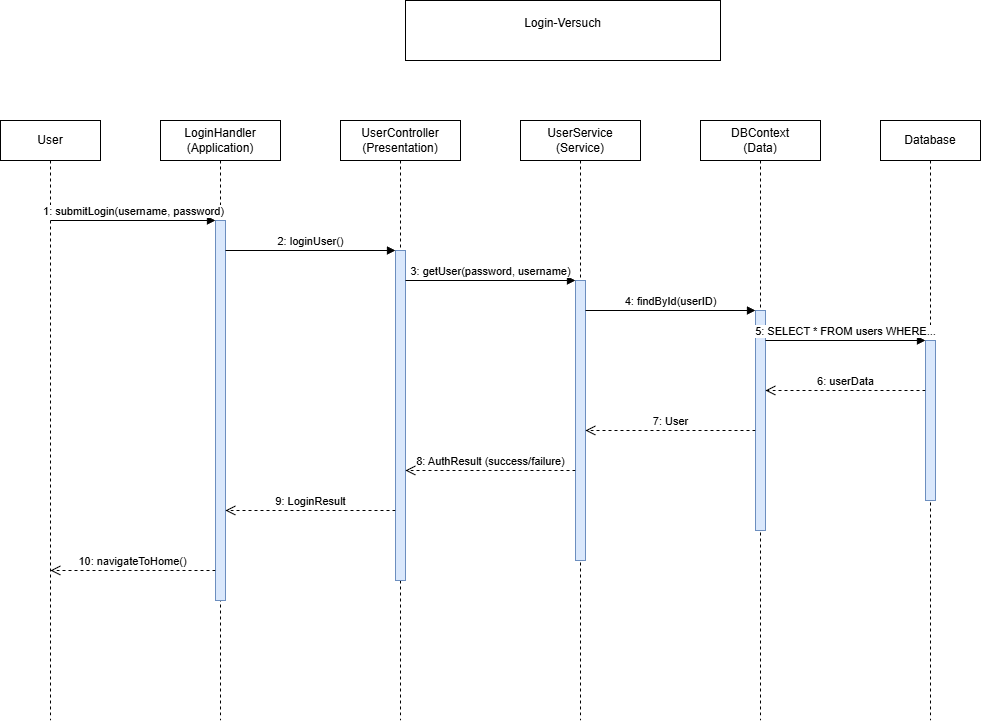 Login-Versuch
User
LoginHandler
(Application)
UserController
(Presentation)
UserService
(Service)
DBContext
(Data)
Database
1: submitLogin(username, password)
2: loginUser()
3: getUser(password, username)
4: findById(userID)
5: SELECT * FROM users WHERE...
6: userData
7: User
8: AuthResult (success/failure)
9: LoginResult
10: navigateToHome()